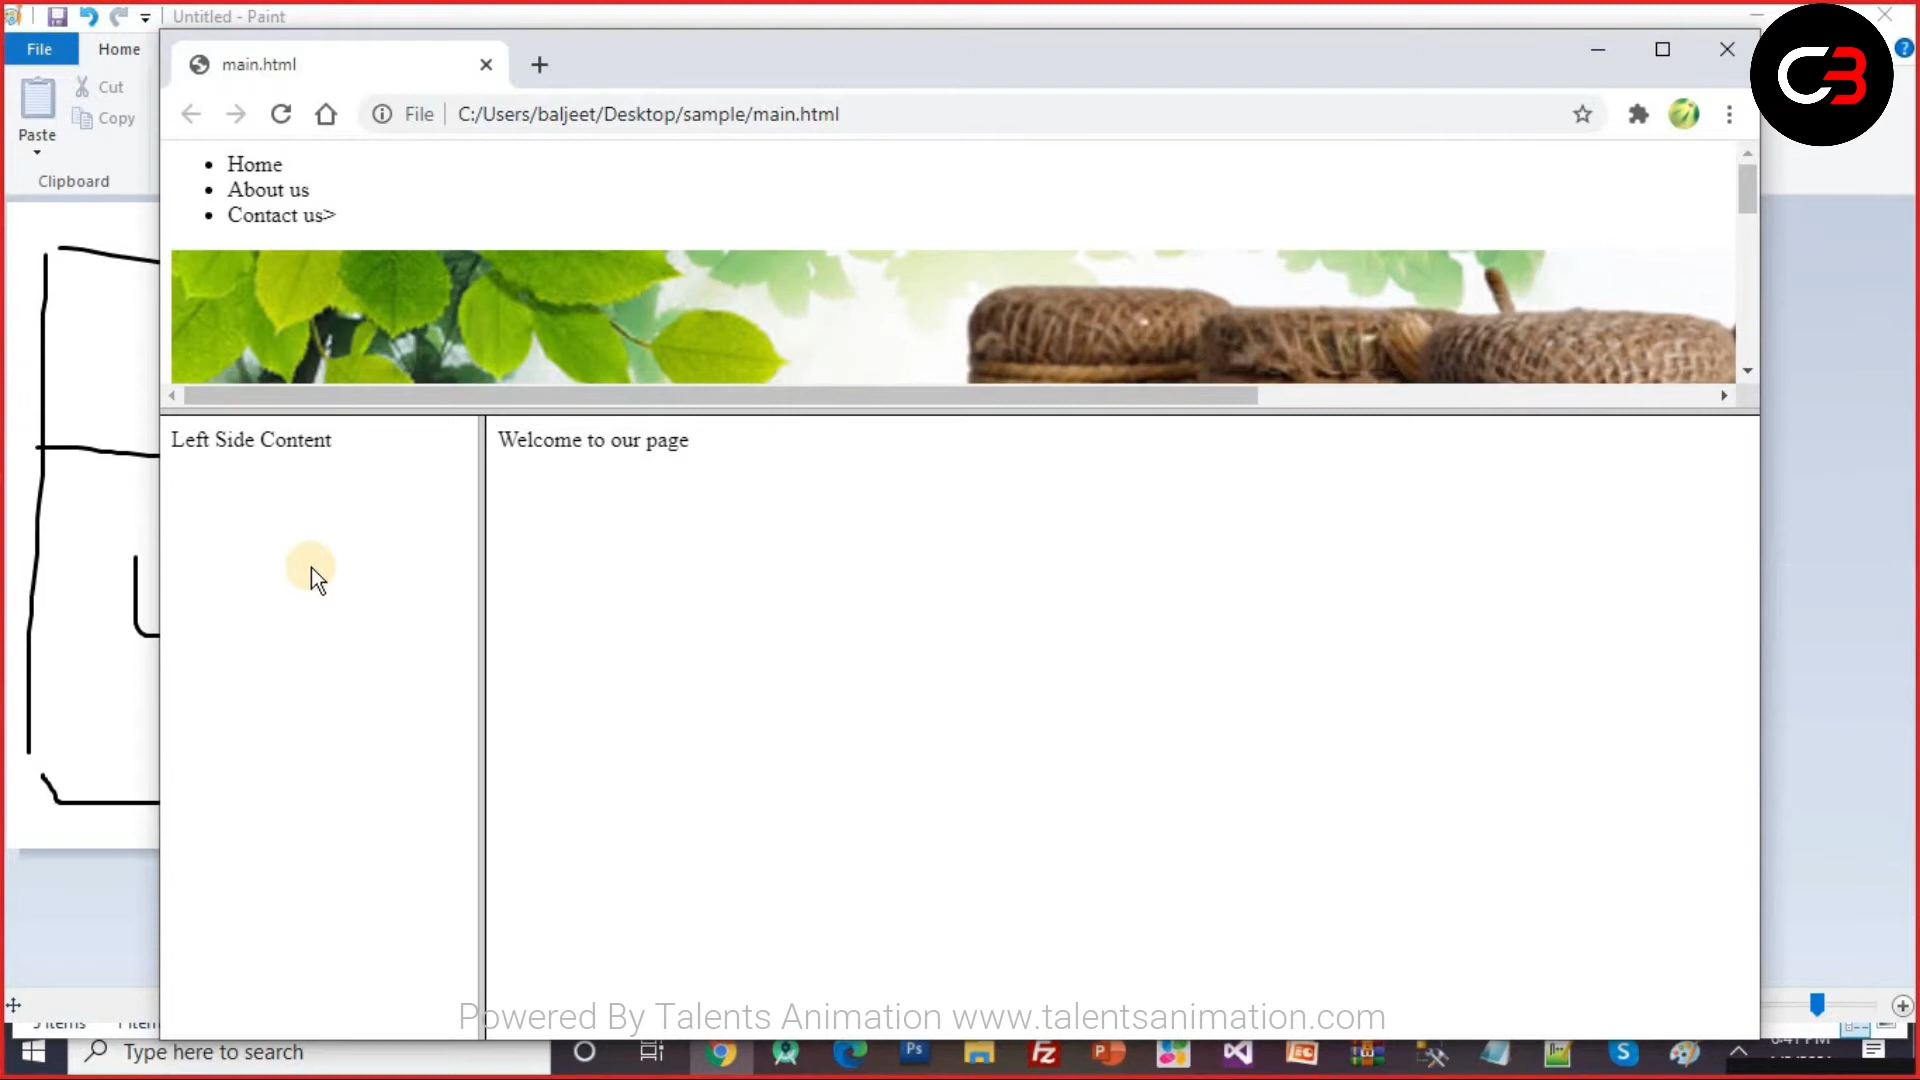 Untitled - Paint
File
Home
main.html
Cut
Copy
Paste
Clipboard
File
C:/Users/baljeet/Desktop/sample/main.html
C3
Home
About us
Contact us>
Left Side Content
Welcome to our page
Powered By Talents Animation www.talentsanimation.com
Type here to search
Ps